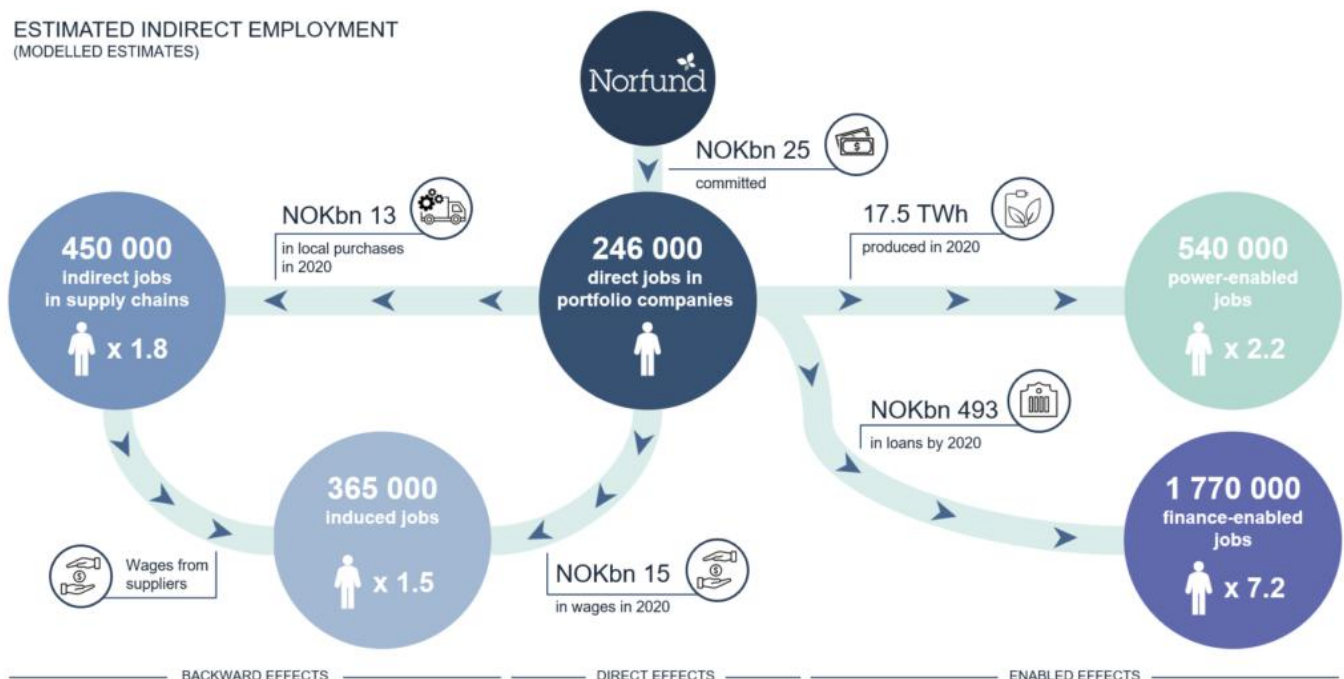 ESTIMATED INDIRECT EMPLOYMENT
(MODELLED ESTIMATES)
Norfund
NOKbn 25
committed
NOKbn 13
in local purchases
in 2020
17.5 TWh
produced in 2020
450 000
indirect jobs
in supply chains
x 1.8
246 000
direct jobs in
portfolio companies
540 000
power-enabled
jobs
x 2.2
NOKbn 493
in loans by 2020
365 000
induced jobs
x 1.5
1 770 000
finance-enabled
jobs
x 7.2
Wages from
suppliers
NOKbn 15
in wages in 2020
BACKWARD EFFECTS
DIRECT EFFECTS
ENABLED EFFECTS